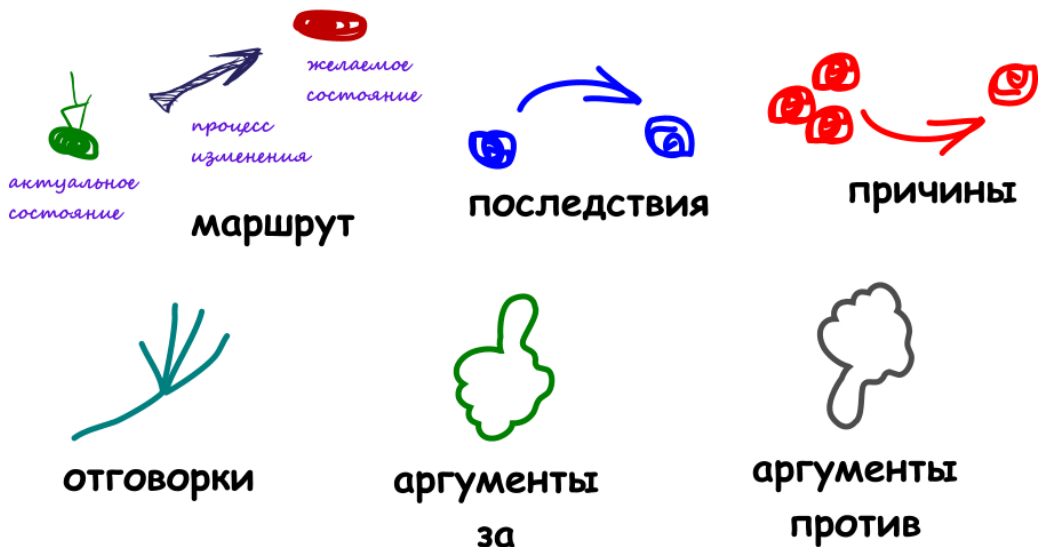 желаемое
состояние
процесс
изменения
актуальное
состояние
маршрут
последствия
причины
отговорки
аргументы
за
аргументы
против